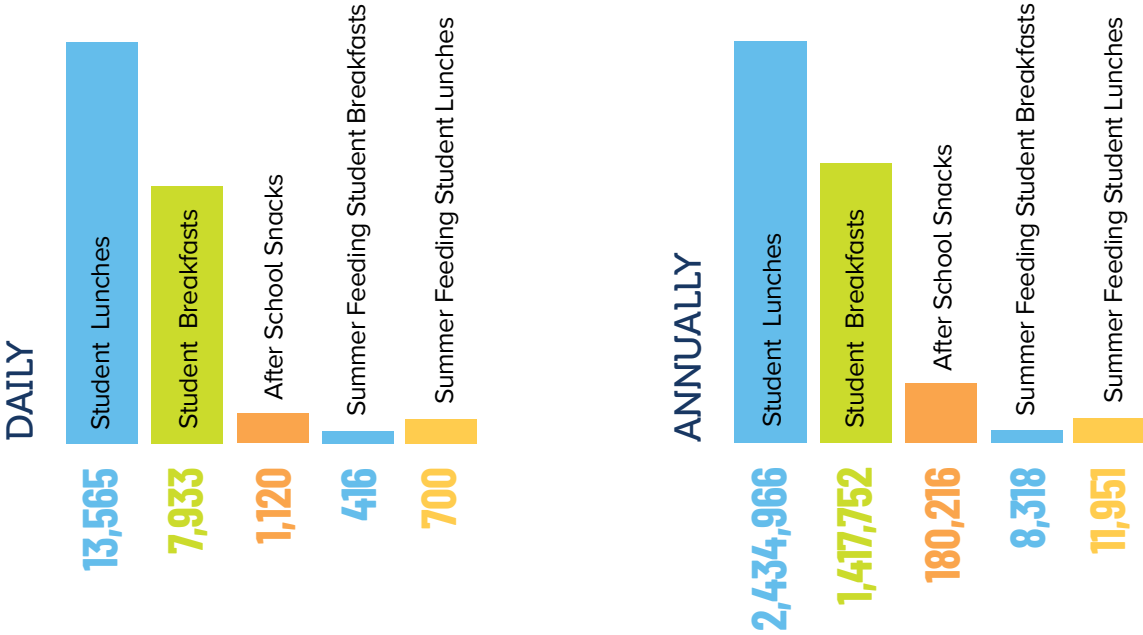 DAILY
Student Lunches
13,565
Student Breakfasts
7,933
After School Snacks
1,120
Summer Feeding Student Breakfasts
416
Summer Feeding Student Lunches
700
ANNUALLY
Student Lunches
2,434,966
Student Breakfasts
1,417,752
After School Snacks
180,216
Summer Feeding Student Breakfasts
8,318
Summer Feeding Student Lunches
11,951